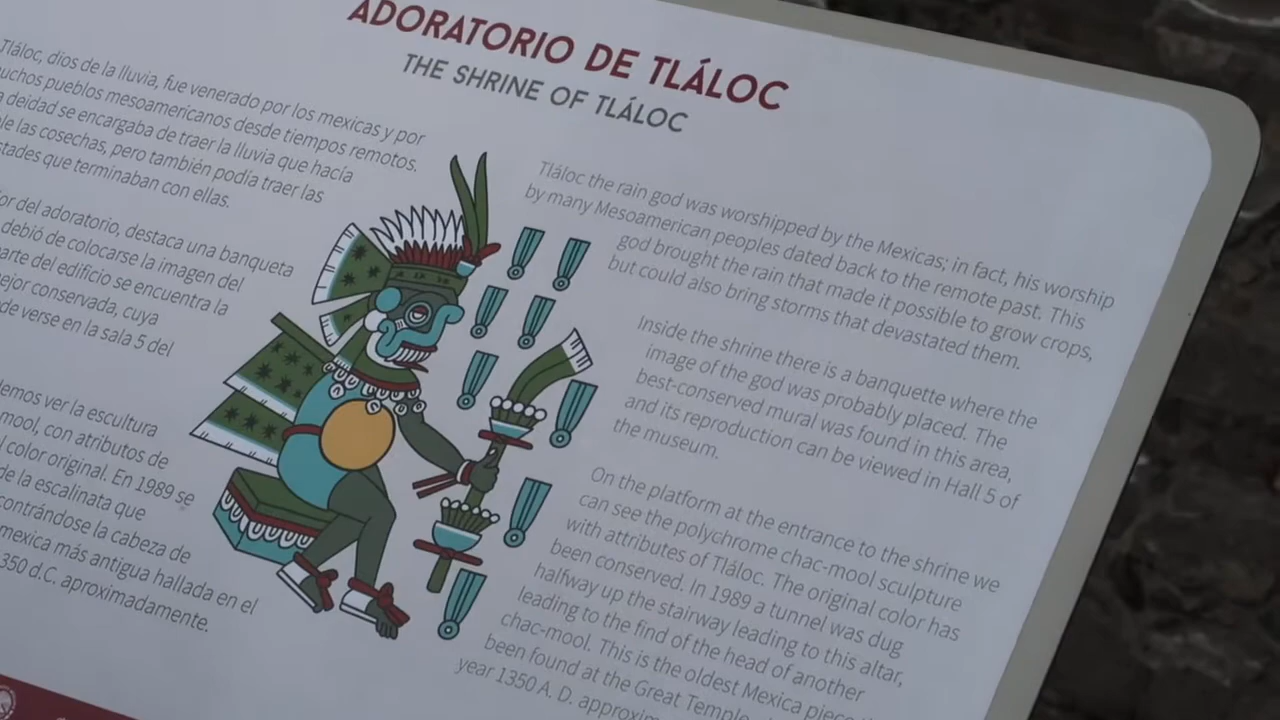 ADORATORIO DE TLÁLOC
THE SHRINE OF TLÁLOC
Tláloc, dios de la lluvia, fue venerado por los mexicas y por
pueblos mesoamericanos desde tiempos remotos.
deidad se encargaba de traer la lluvia que hacía
las cosechas, pero también podía traer las
que terminaban con ellas.
del adoratorio, destaca una banqueta
debió de colocarse la imagen del
del edificio se encuentra la
conservada, cuya
verse en la sala 5 del
ver la escultura
con atributos de
color original. En 1989 se
de la escalinata que
la cabeza de
mexica más antigua hallada en el
d.C. aproximadamente.
Tláloc the rain god was worshipped by the Mexicas; in fact, his worship
by many Mesoamerican peoples dated back to the remote past. This
god brought the rain that made it possible to grow crops,
but could also bring storms that devastated them.
Inside the shrine there is a banquette where the
image of the god was probably placed. The
best-conserved mural was found in this area,
and its reproduction can be viewed in Hall 5 of
the museum.
On the platform at the entrance to the shrine we
can see the polychrome chac-mool sculpture
with attributes of Tláloc. The original color has
been conserved. In 1989 a tunnel was dug
halfway up the stairway leading to this altar,
leading to the find of the head of another
chac-mool. This is the oldest Mexica piece
been found at the Great Temple
year 1350 A. D.